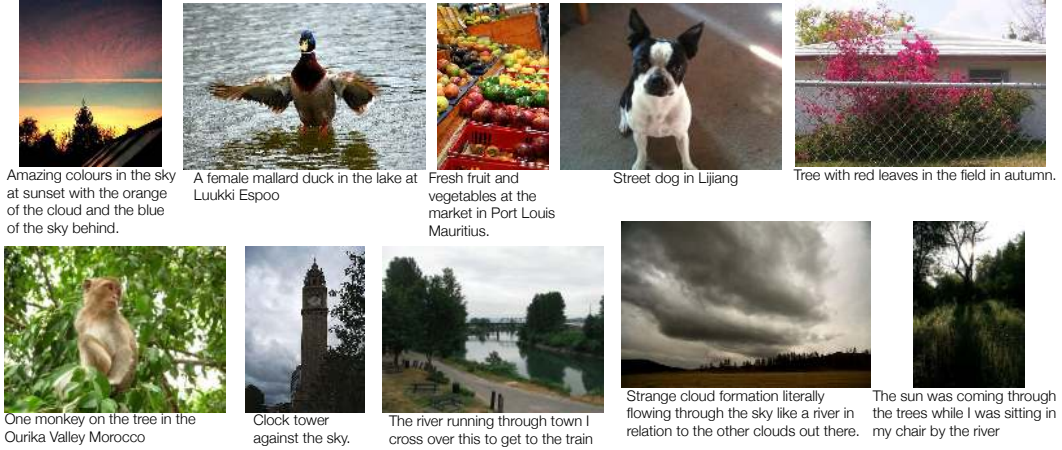 Amazing colours in the sky
at sunset with the orange
of the cloud and the blue
of the sky behind.
A female mallard duck in the lake at
Luukki Espoo
Fresh fruit and
vegetables at the
market in Port Louis
Mauritius.
Street dog in Lijiang
Tree with red leaves in the field in autumn.
One monkey on the tree in the
Ourika Valley Morocco
Clock tower
against the sky.
The river running through town I
cross over this to get to the train
Strange cloud formation literally
flowing through the sky like a river in
relation to the other clouds out there.
The sun was coming through
the trees while I was sitting in
my chair by the river